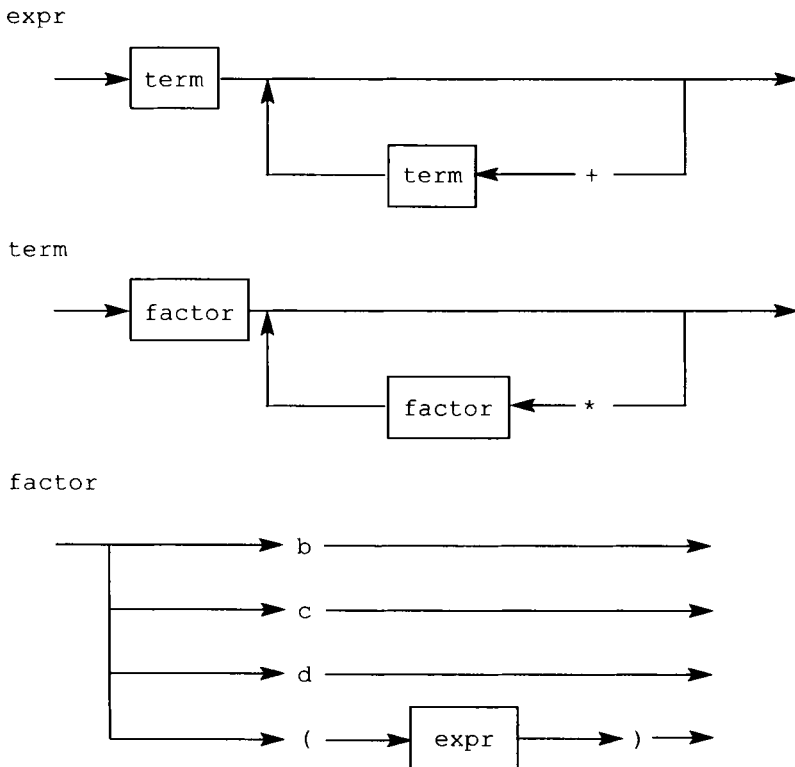 expr
term
term +
term
factor
factor *
factor
b
c
d
( expr )